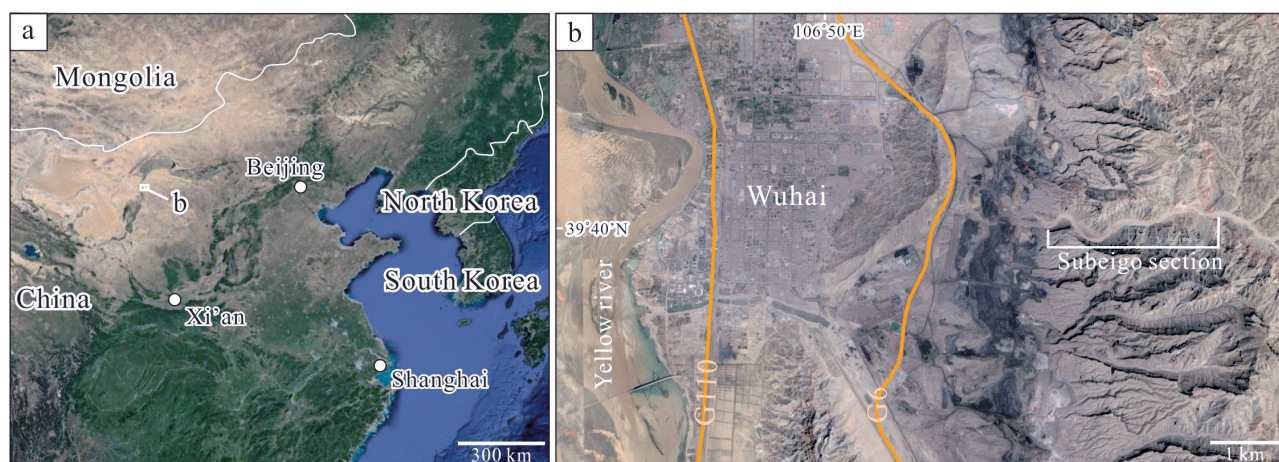 a
Mongolia
Beijing
b
North Korea
South Korea
China
Xi’an
Shanghai
300 km
b
106°50’E
Wuhai
39°40’N
Subeigo section
Yellow river
G110
G6
1 km